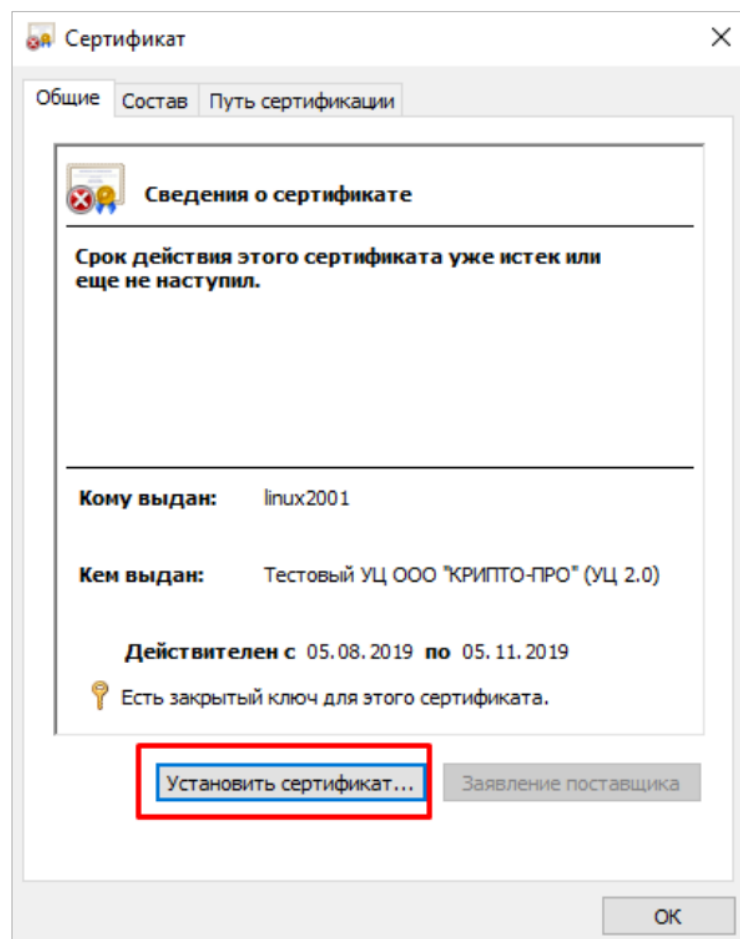 Сертификат
Общие Состав Путь сертификации
Сведения о сертификате
Срок действия этого сертификата уже истек или
еще не наступил.
Кому выдан: linux2001
Кем выдан: Тестовый УЦ ООО "КРИПТО-ПРО" (УЦ 2.0)
Действителен с 05.08.2019 по 05.11.2019
Есть закрытый ключ для этого сертификата.
Установить сертификат... Заявление поставщика
ОК